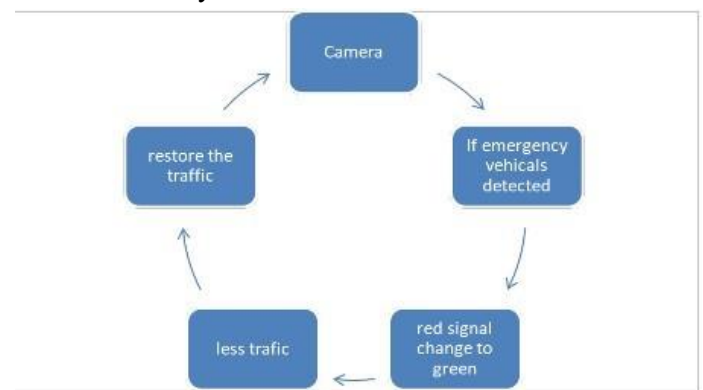 Camera
If emergency
vehicals
detected
red signal
change to
green
less trafic
restore the
traffic